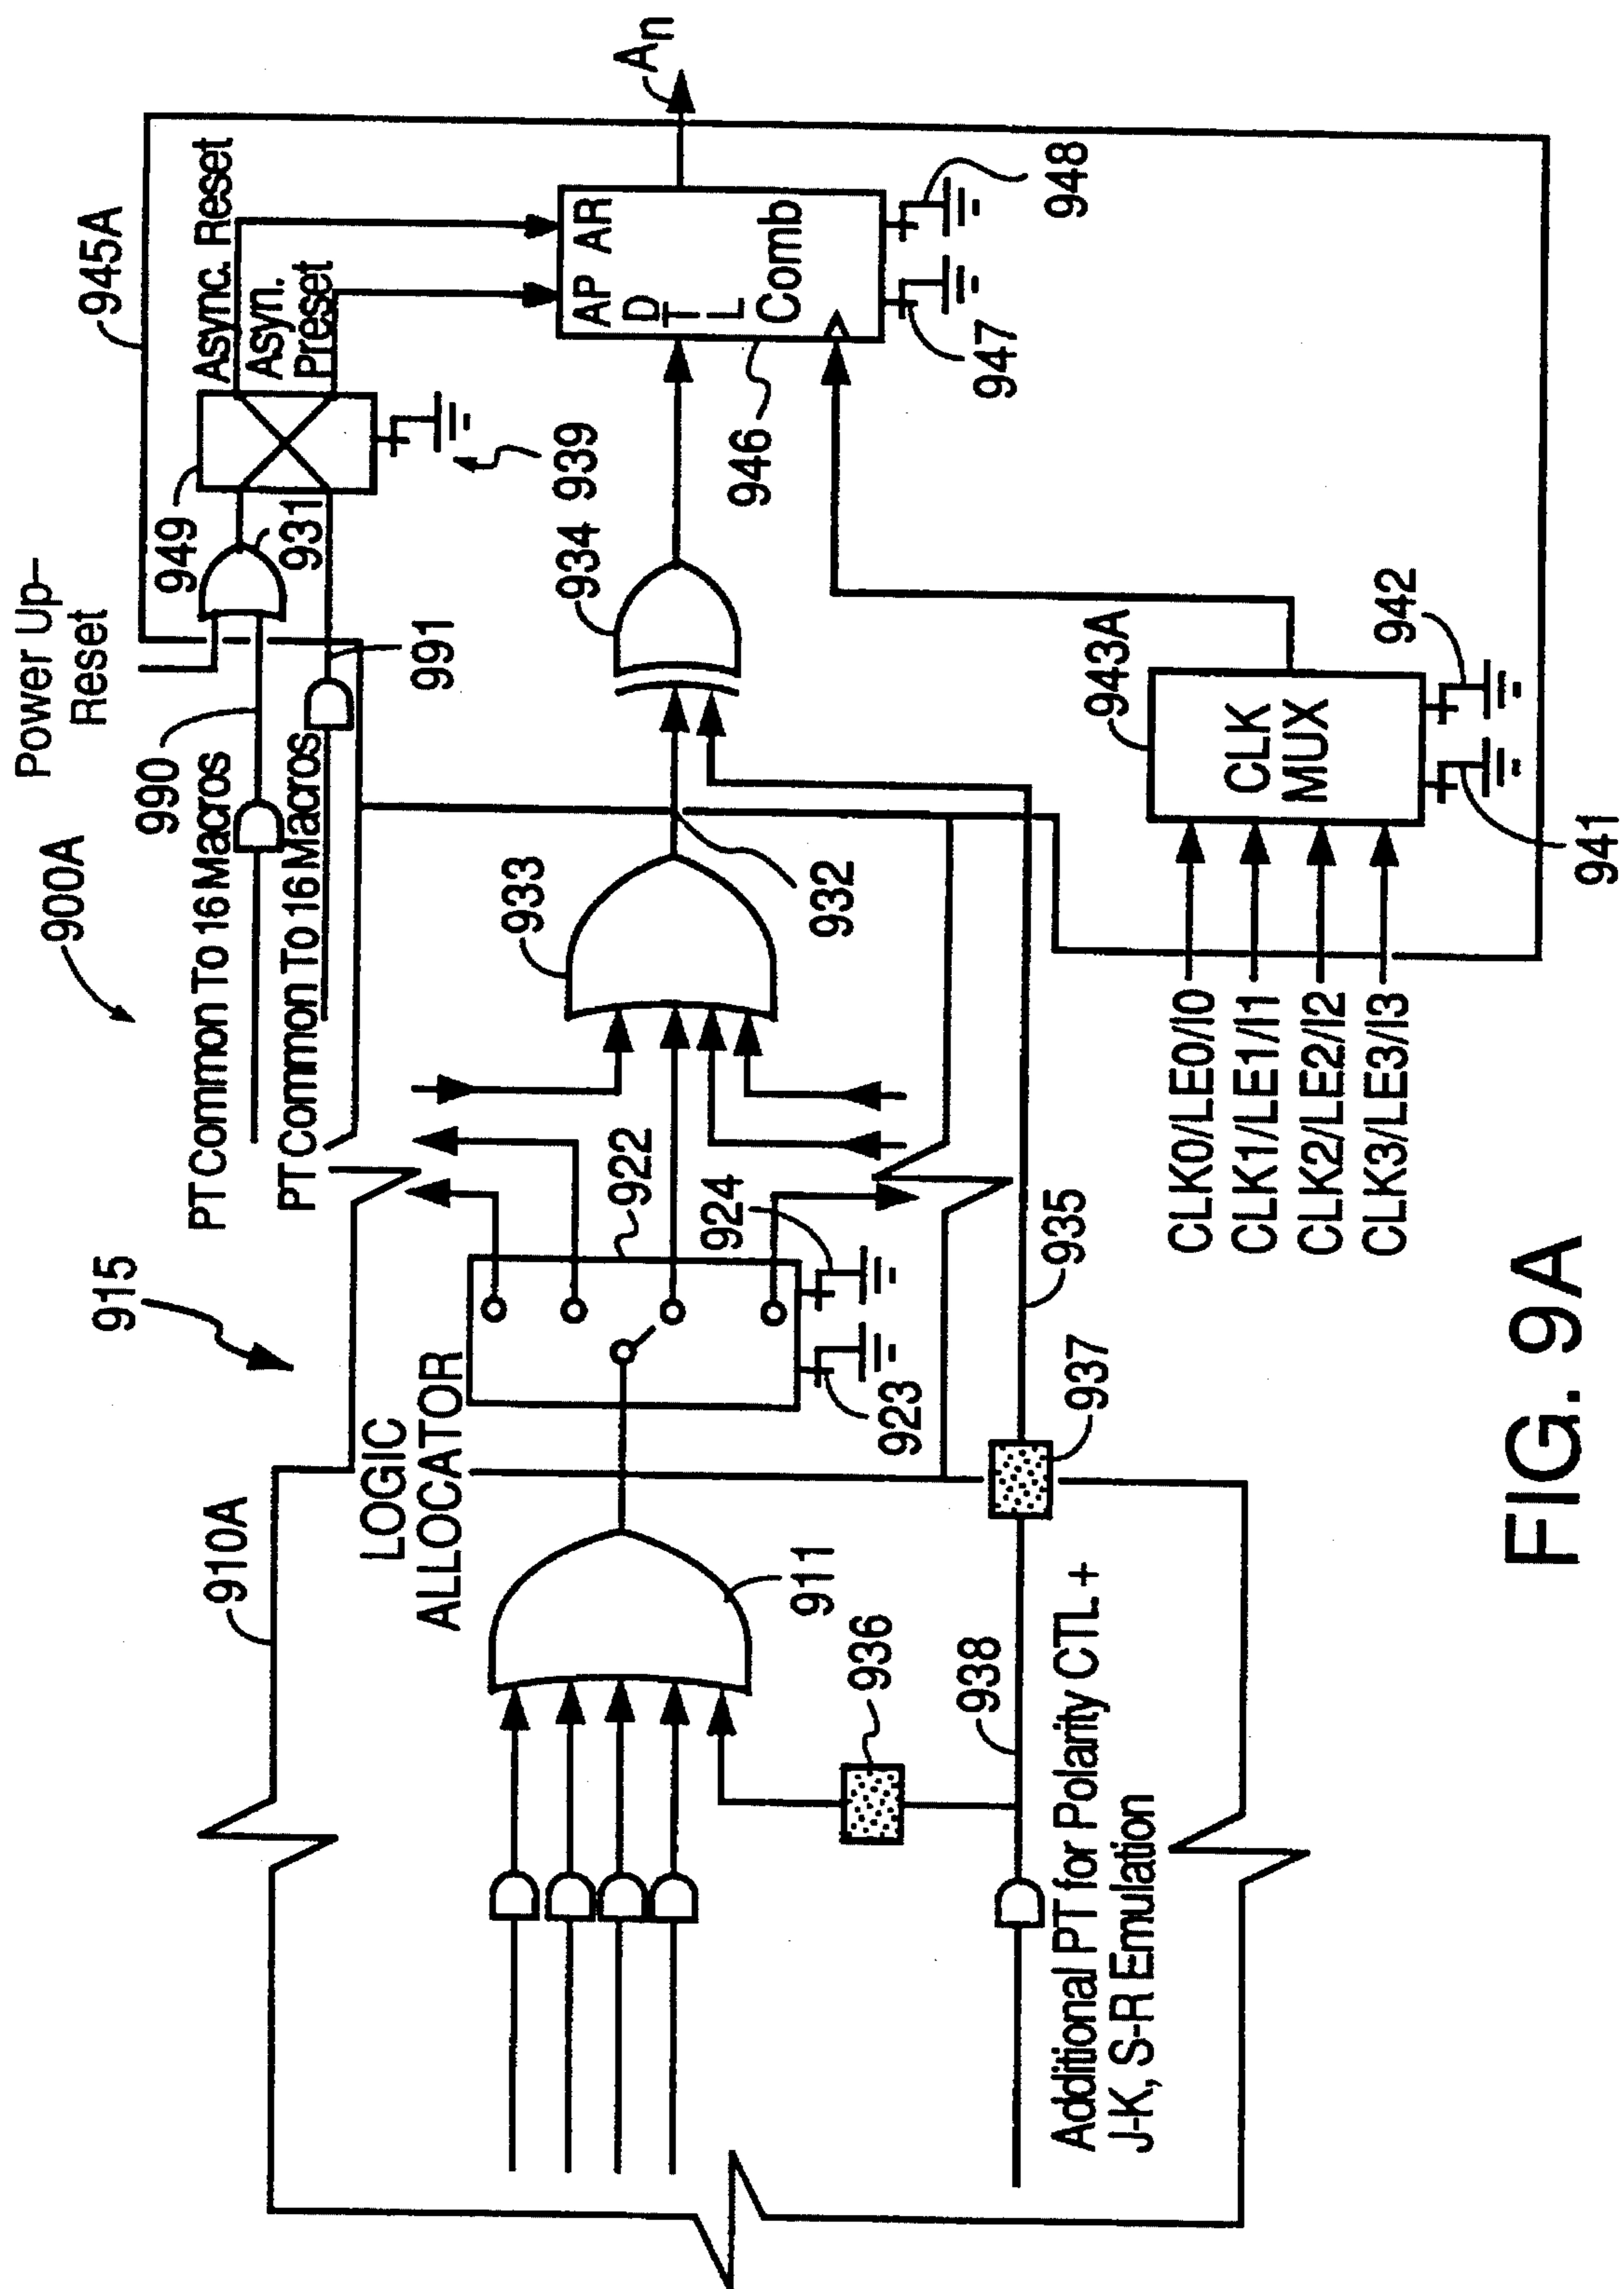 900A
Power Up–
Reset
945A
PT Common To 16 Macros
990
949
931
Async. Reset
Asyn.
Preset
PT Common To 16 Macros
991
939
An
915
910A
LOGIC
ALLOCATOR
922
933
934
AP AR
D
T
L
Comb
946
947
948
911
923
924
932
936
938
937
935
943A
CLK
MUX
941
942
Additional PT for Polarity CTL +
J-K, S-R Emulation
CLK0/LE0/I0
CLK1/LE1/I1
CLK2/LE2/I2
CLK3/LE3/I3
FIG. 9A